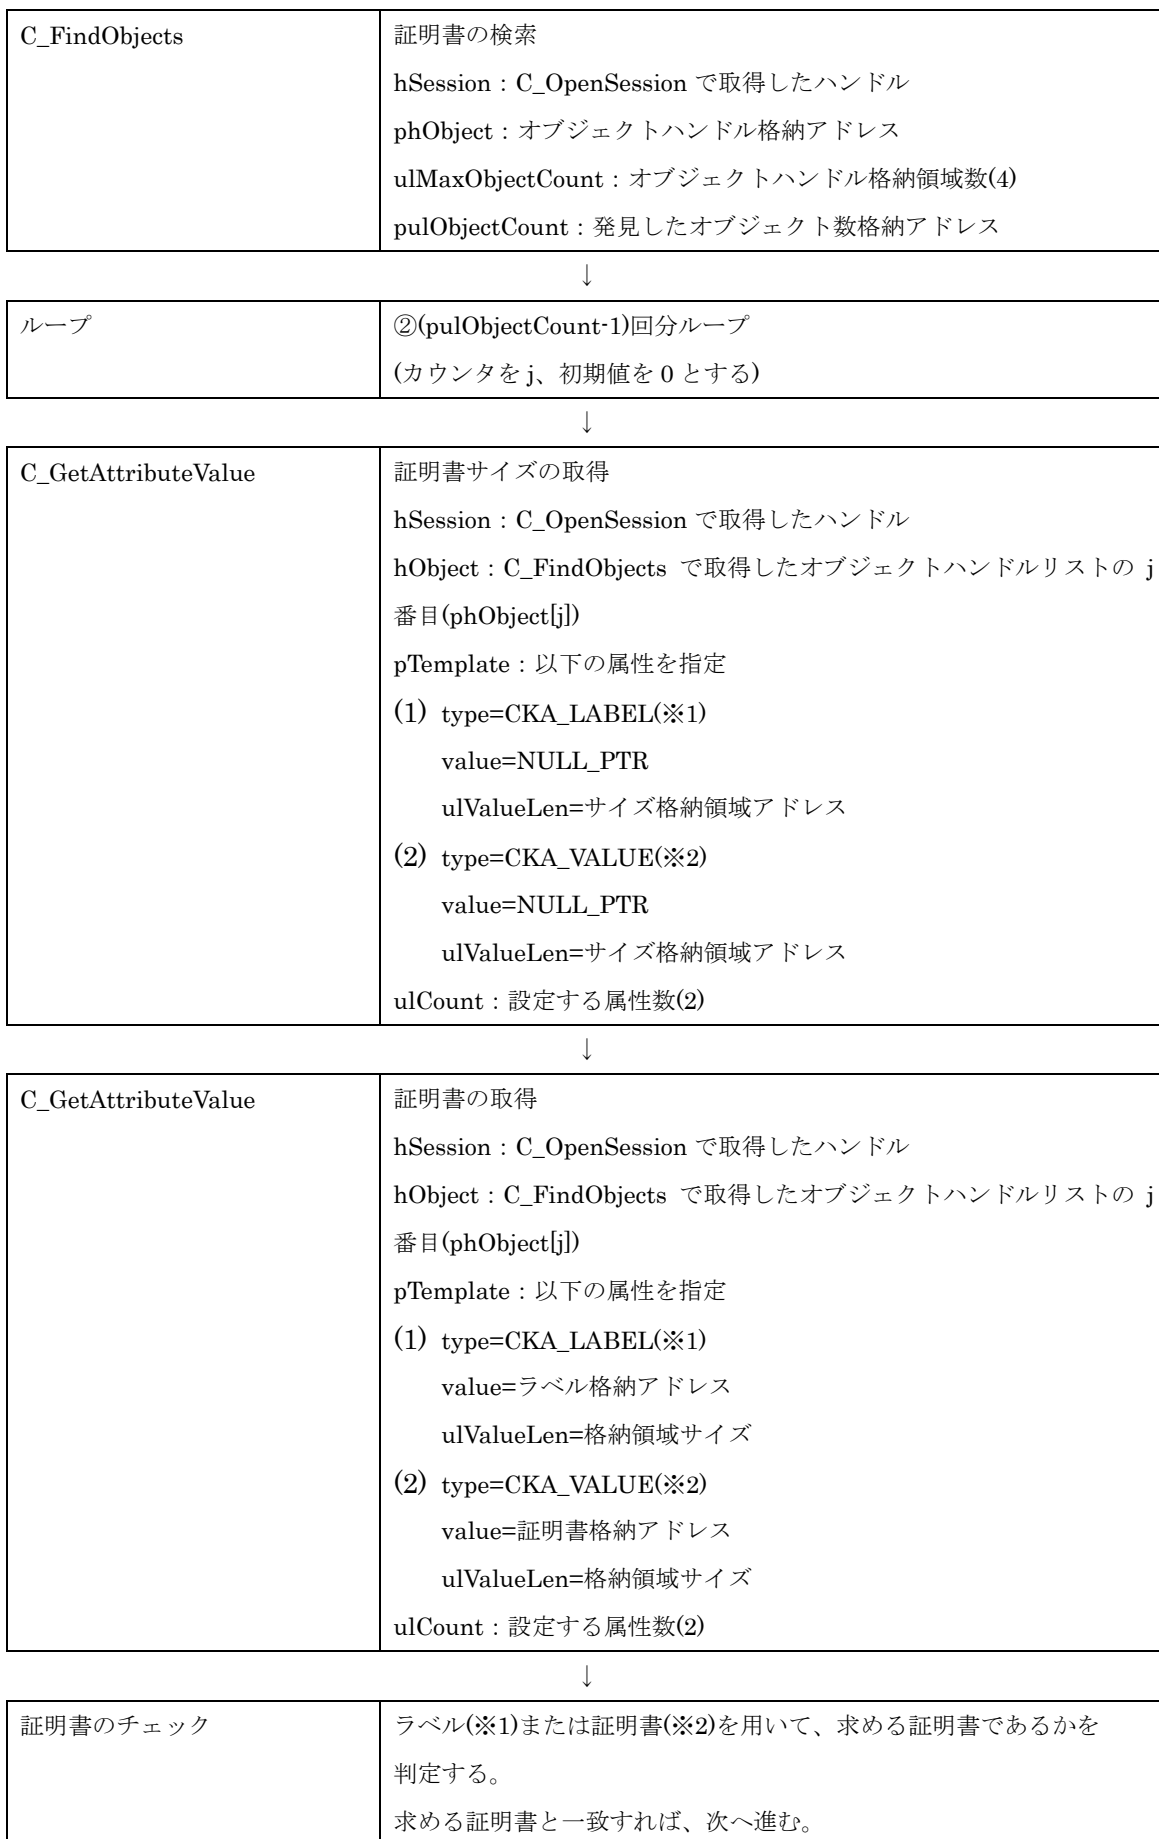 C_FindObjects
証明書の検索
hSession：C_OpenSession で取得したハンドル
phObject：オブジェクトハンドル格納アドレス
ulMaxObjectCount：オブジェクトハンドル格納領域数(4)
pulObjectCount：発見したオブジェクト数格納アドレス
↓
ループ
②(pulObjectCount-1)回分ループ
(カウンタを j、初期値を 0 とする)
↓
C_GetAttributeValue
証明書サイズの取得
hSession：C_OpenSession で取得したハンドル
hObject：C_FindObjects で取得したオブジェクトハンドルリストの j
番目(phObject[j])
pTemplate：以下の属性を指定
(1) type=CKA_LABEL(※1)
value=NULL_PTR
ulValueLen=サイズ格納領域アドレス
(2) type=CKA_VALUE(※2)
value=NULL_PTR
ulValueLen=サイズ格納領域アドレス
ulCount：設定する属性数(2)
↓
C_GetAttributeValue
証明書の取得
hSession：C_OpenSession で取得したハンドル
hObject：C_FindObjects で取得したオブジェクトハンドルリストの j
番目(phObject[j])
pTemplate：以下の属性を指定
(1) type=CKA_LABEL(※1)
value=ラベル格納アドレス
ulValueLen=格納領域サイズ
(2) type=CKA_VALUE(※2)
value=証明書格納アドレス
ulValueLen=格納領域サイズ
ulCount：設定する属性数(2)
↓
証明書のチェック
ラベル(※1)または証明書(※2)を用いて、求める証明書であるかを
判定する。
求める証明書と一致すれば、次へ進む。